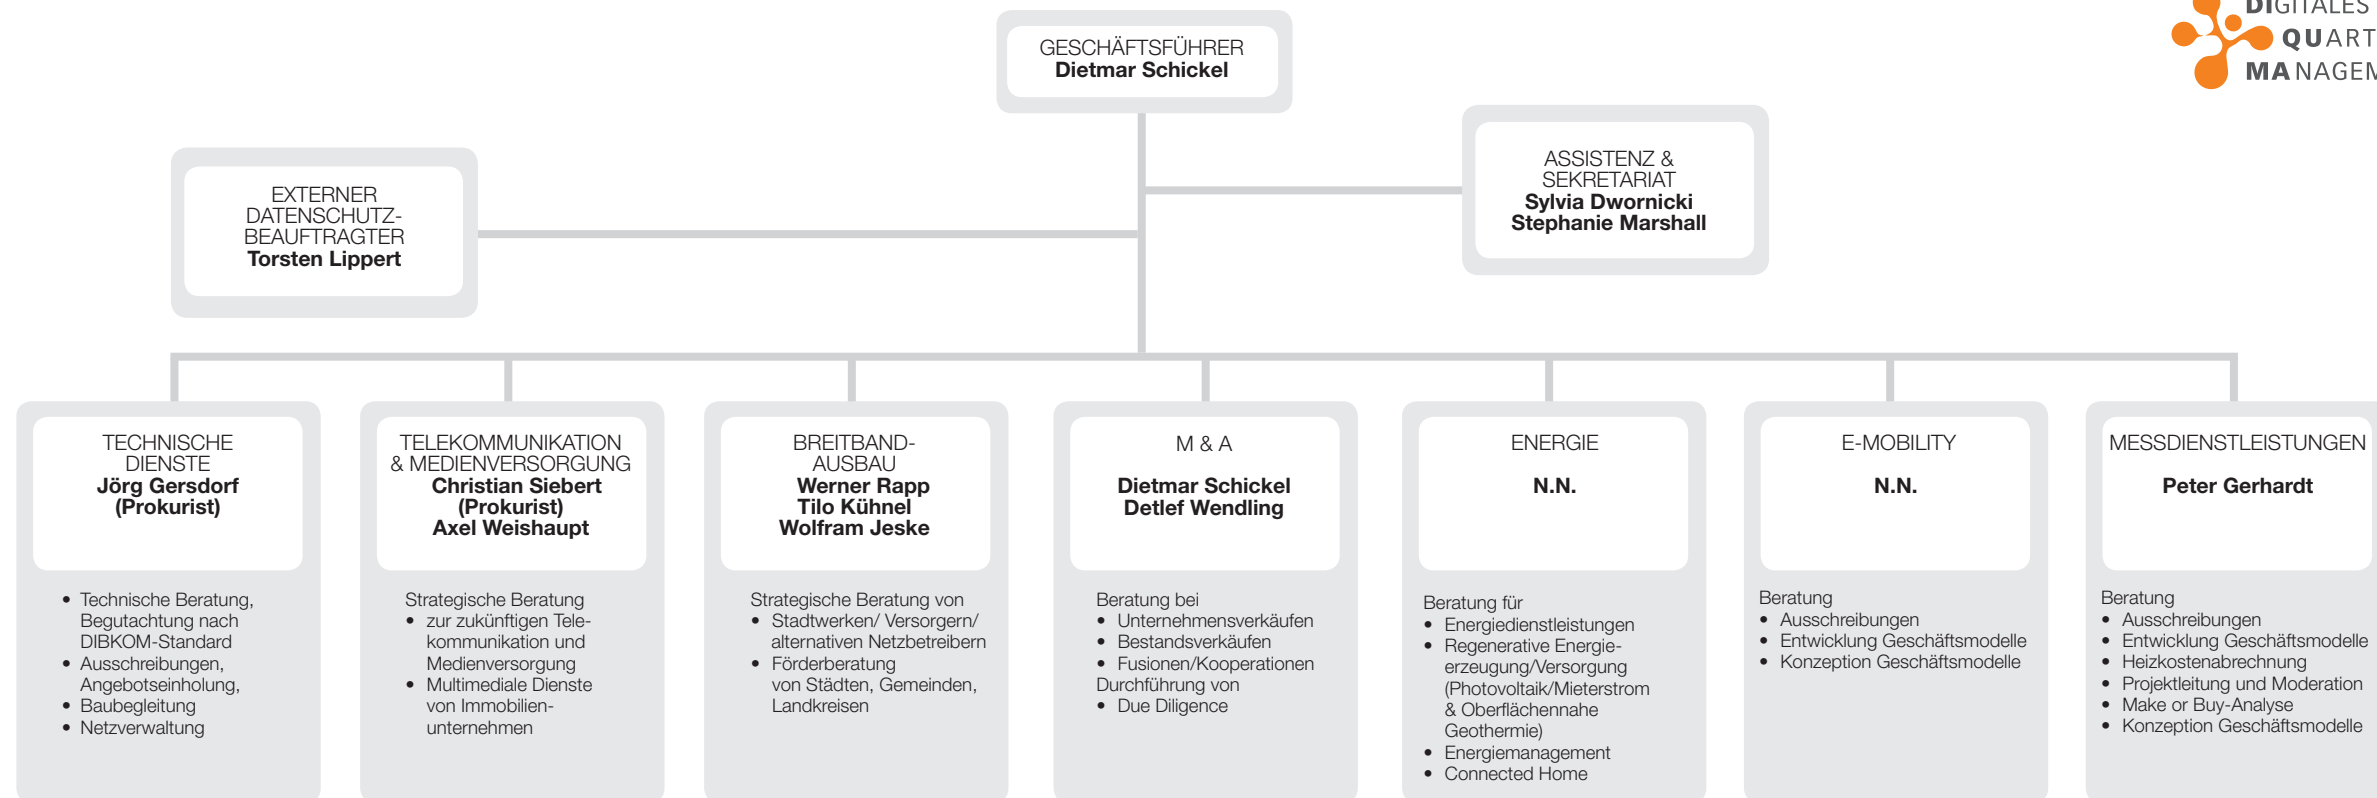 DIGITALES
QUART
MANAGEM
GESCHÄFTSFÜHRER
Dietmar Schickel
ASSISTENZ &
SEKRETARIAT
Sylvia Dwornicki
Stephanie Marshall
EXTERNER
DATENSCHUTZ-
BEAUFTRAGTER
Torsten Lippert
TECHNISCHE
DIENSTE
Jörg Gersdorf
(Prokurist)
• Technische Beratung,
Begutachtung nach
DIBKOM-Standard
• Ausschreibungen,
Angebotseinholung,
• Baubegleitung
• Netzverwaltung
TELEKOMMUNIKATION
& MEDIENVERSORGUNG
Christian Siebert
(Prokurist)
Axel Weishaupt
Strategische Beratung
• zur zukünftigen Tele-
kommunikation und
Medienversorgung
• Multimediale Dienste
von Immobilien-
unternehmen
BREITBAND-
AUSBAU
Werner Rapp
Tilo Kühnel
Wolfram Jeske
Strategische Beratung von
• Stadtwerken/ Versorgern/
alternativen Netzbetreibern
• Förderberatung
von Städten, Gemeinden,
Landkreisen
M & A
Dietmar Schickel
Detlef Wendling
Beratung bei
• Unternehmensverkäufen
• Bestandsverkäufen
• Fusionen/Kooperationen
Durchführung von
• Due Diligence
ENERGIE
N.N.
Beratung für
• Energiedienstleistungen
• Regenerative Energie-
erzeugung/Versorgung
(Photovoltaik/Mieterstrom
& Oberflächennahe
Geothermie)
• Energiemanagement
• Connected Home
E-MOBILITY
N.N.
Beratung
• Ausschreibungen
• Entwicklung Geschäftsmodelle
• Konzeption Geschäftsmodelle
MESSDIENSTLEISTUNGEN
Peter Gerhardt
Beratung
• Ausschreibungen
• Entwicklung Geschäftsmodelle
• Heizkostenabrechnung
• Projektleitung und Moderation
• Make or Buy-Analyse
• Konzeption Geschäftsmodelle